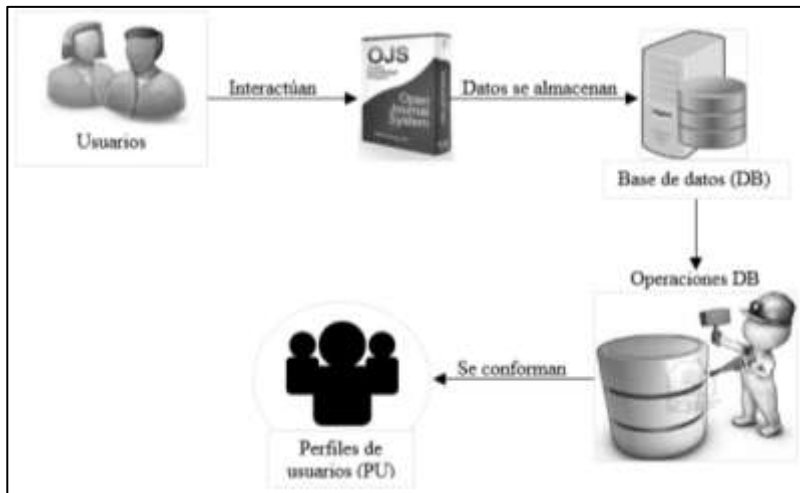 Usuarios
Interactúan
OJS
Open
Journal
System
Datos se almacenan
Base de datos (DB)
Operaciones DB
Se conforman
Perfiles de
usuarios (PU)